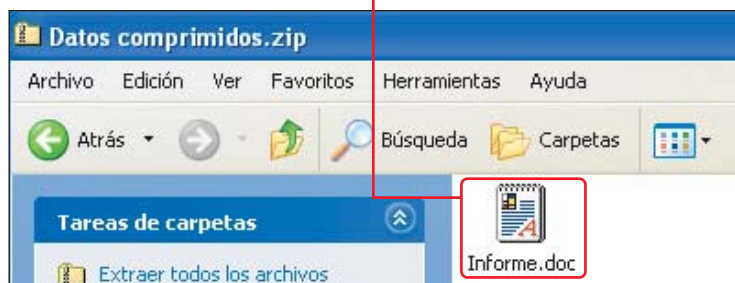 Datos comprimidos.zip
Archivo Edición Ver Favoritos Herramientas Ayuda
Atrás Búsqueda Carpetas
Tareas de carpetas
Extraer todos los archivos
Informe.doc